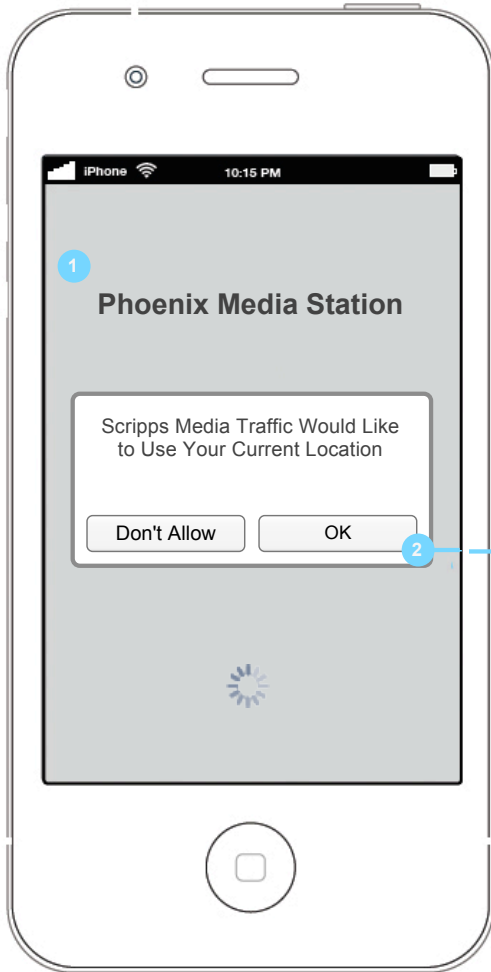 iPhone 10:15 PM
1
Phoenix Media Station
Scripps Media Traffic Would Like
to Use Your Current Location
Don't Allow OK
2